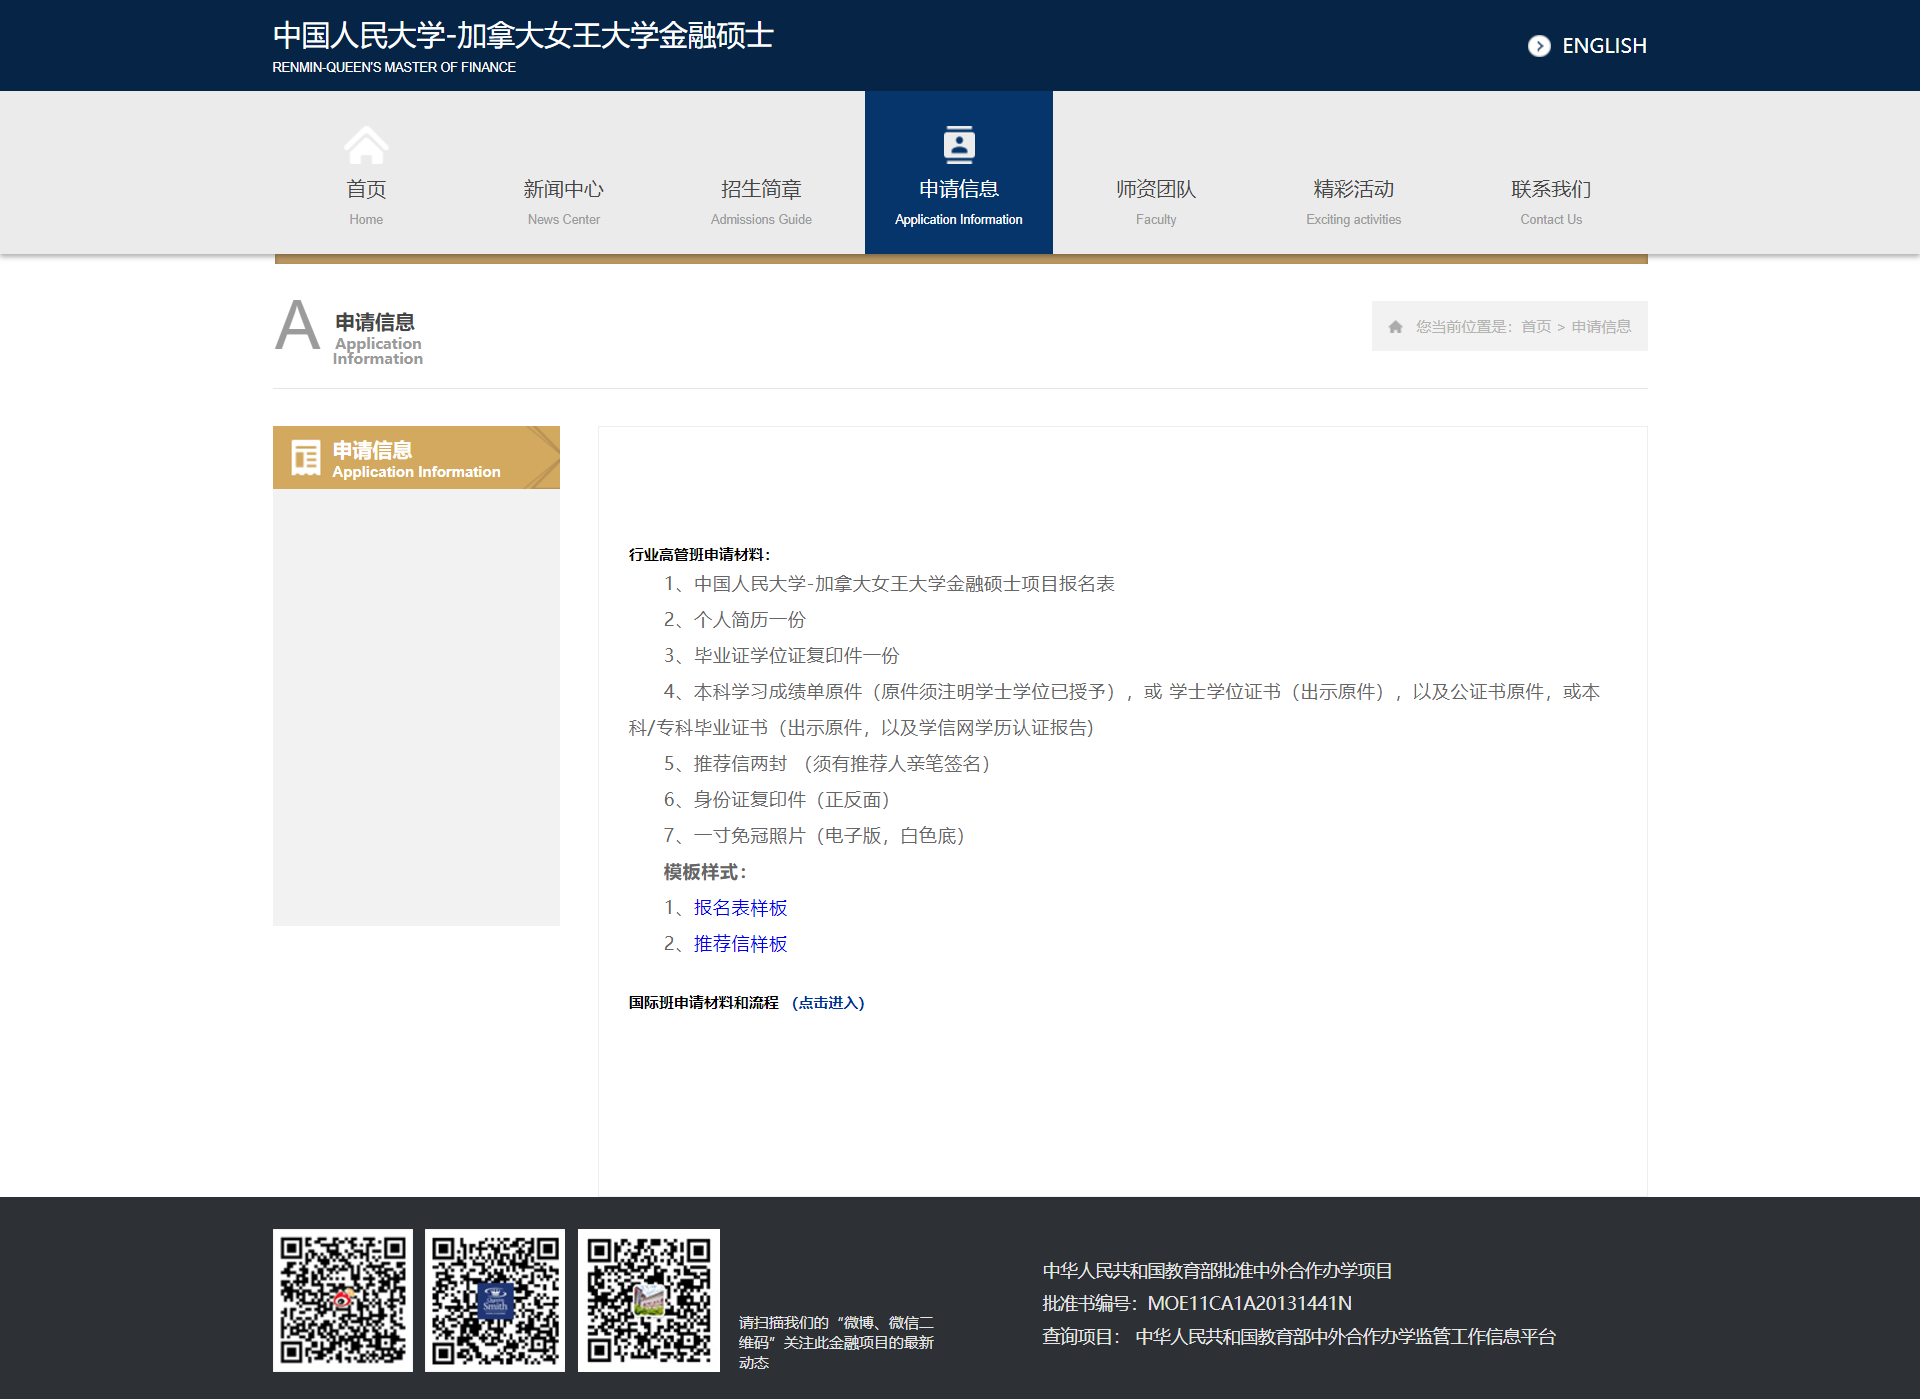 中国人民大学-加拿大女王大学金融硕士
RENMIN-QUEEN'S MASTER OF FINANCE
ENGLISH
首页
Home
新闻中心
News Center
招生简章
Admissions Guide
申请信息
Application Information
师资团队
Faculty
精彩活动
Exciting activities
联系我们
Contact Us
A
申请信息
Application
Information
您当前位置是：首页 > 申请信息
申请信息
Application Information
行业高管班申请材料：
1、中国人民大学-加拿大女王大学金融硕士项目报名表
2、个人简历一份
3、毕业证学位证复印件一份
4、本科学习成绩单原件（原件须注明学士学位已授予），或 学士学位证书（出示原件），以及公证书原件，或本
科/专科毕业证书（出示原件，以及学信网学历认证报告)
5、推荐信两封 （须有推荐人亲笔签名）
6、身份证复印件（正反面）
7、一寸免冠照片（电子版，白色底）
模板样式：
1、报名表样板
2、推荐信样板
国际班申请材料和流程 （点击进入）
Smith
请扫描我们的“微博、微信二
维码”关注此金融项目的最新
动态
中华人民共和国教育部批准中外合作办学项目
批准书编号：MOE11CA1A20131441N
查询项目： 中华人民共和国教育部中外合作办学监管工作信息平台